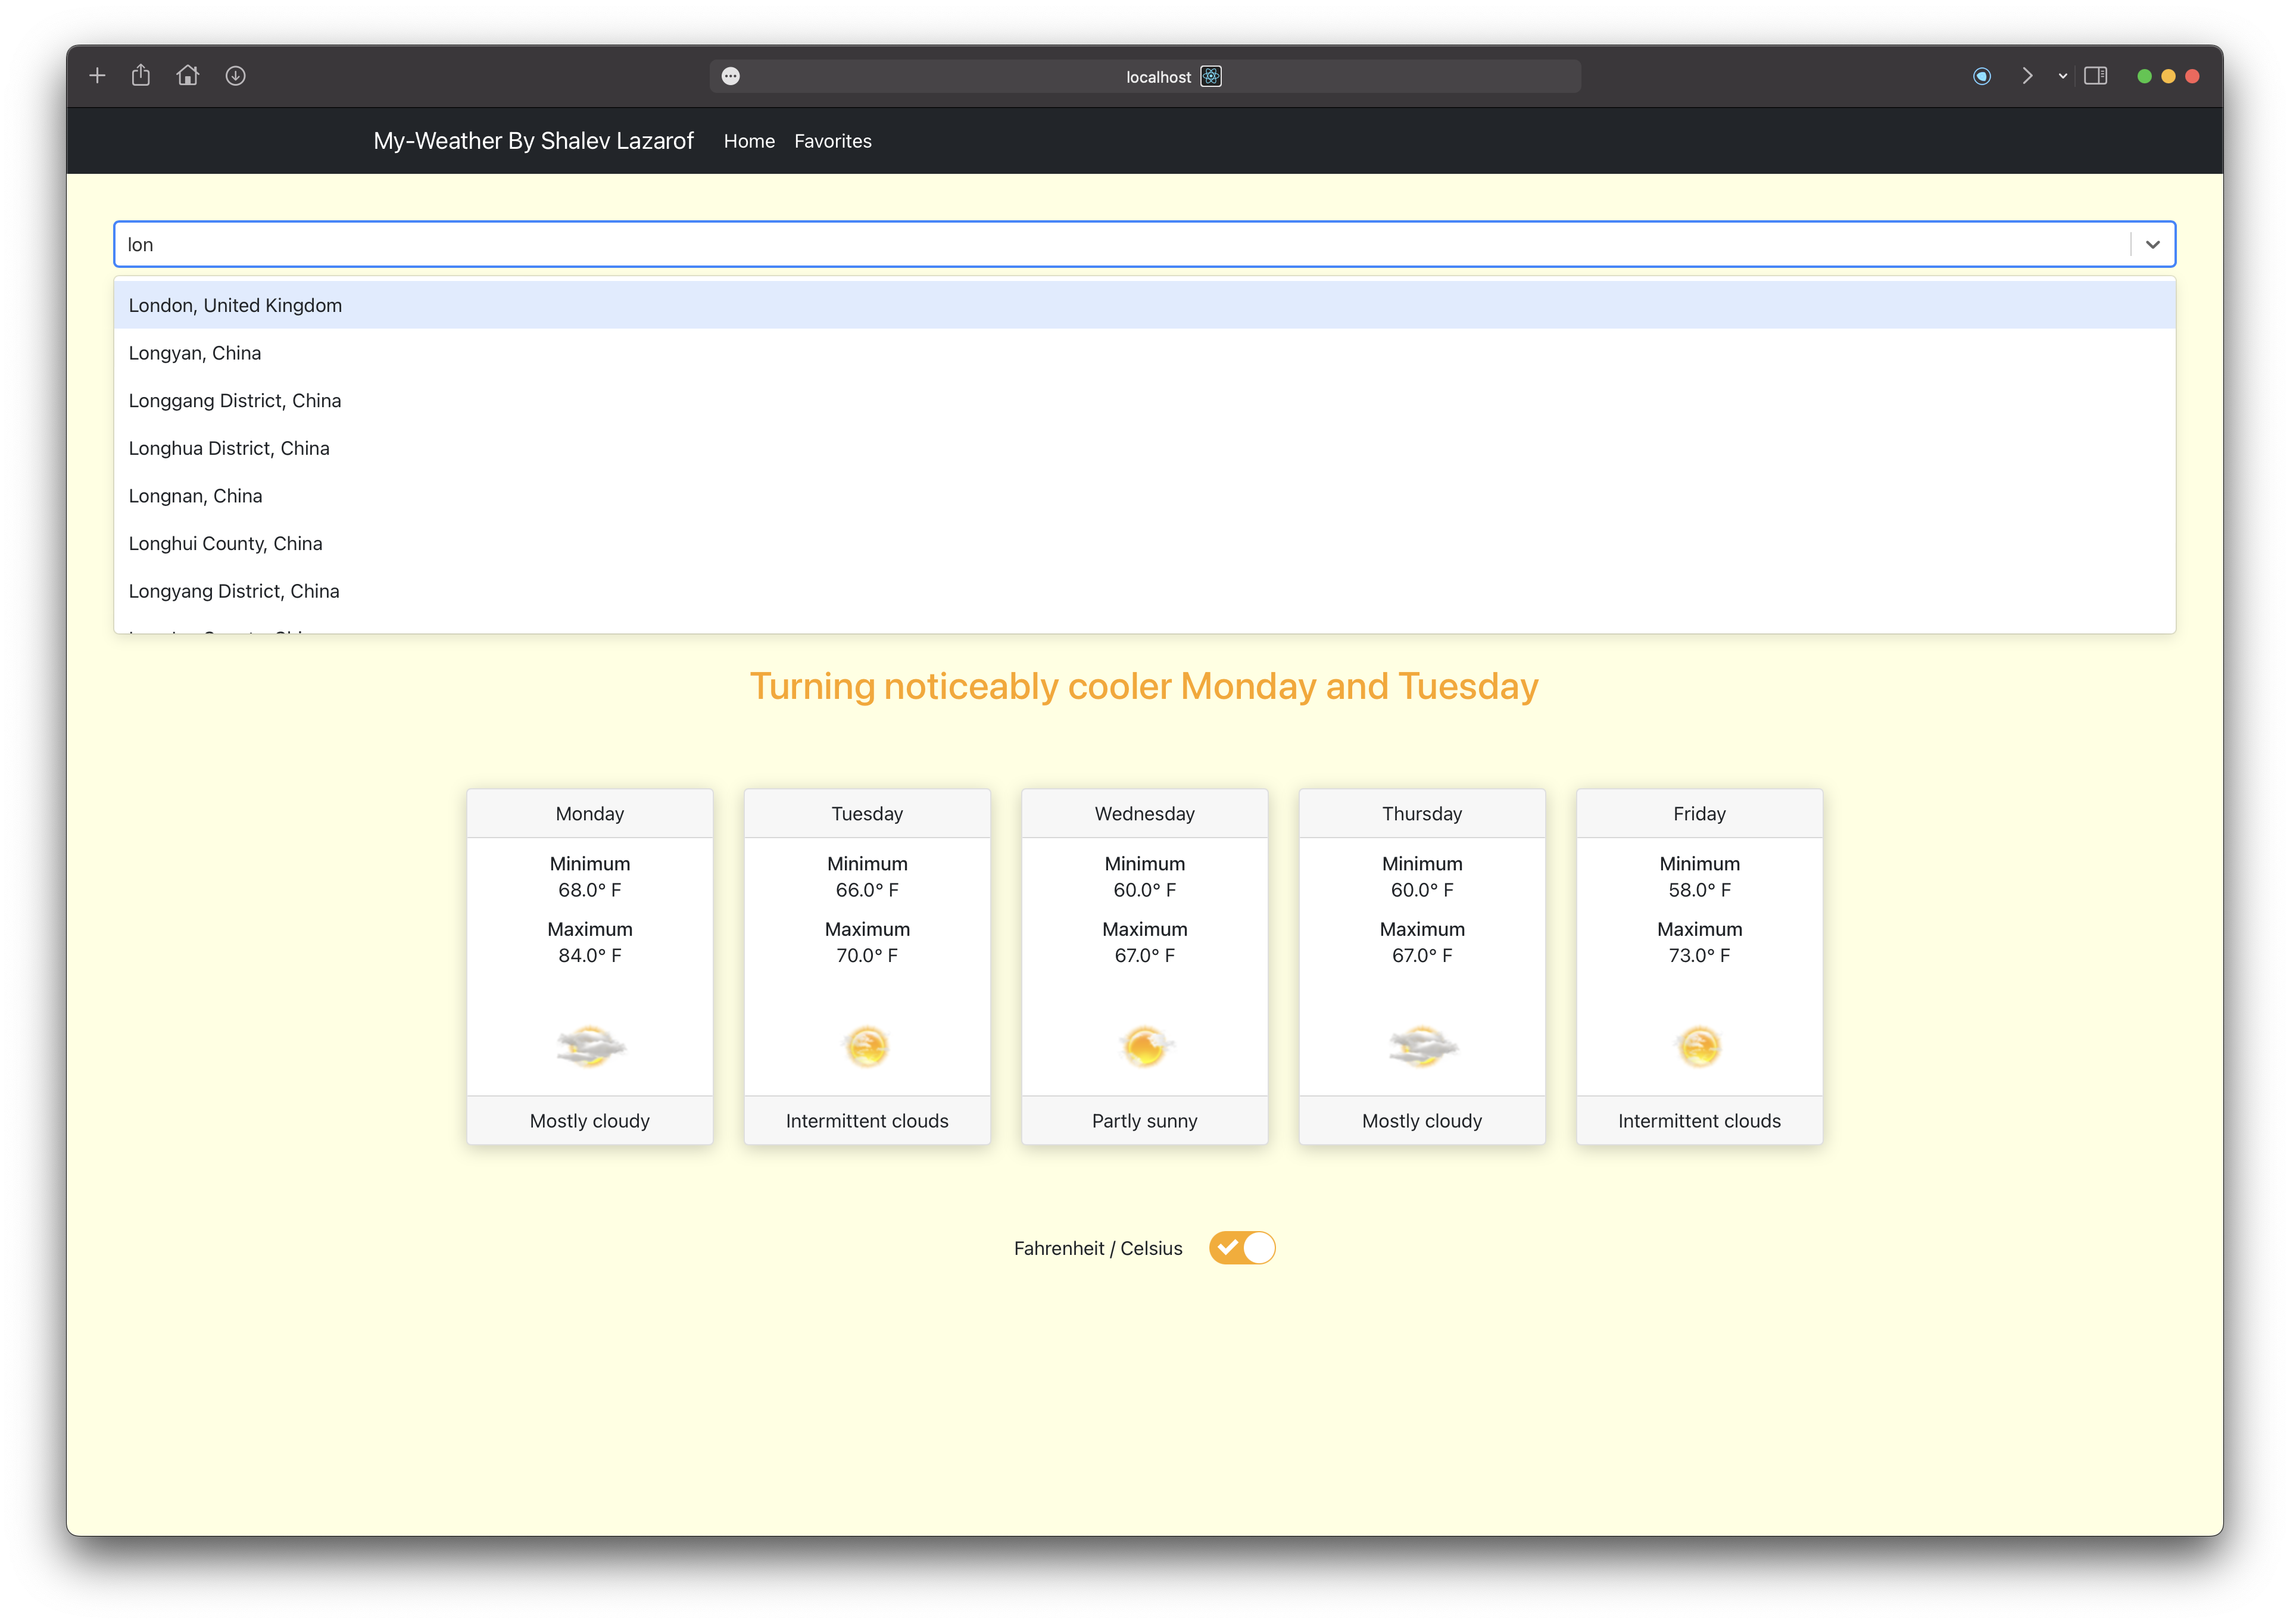 localhost
My-Weather By Shalev Lazarof Home Favorites
lon
London, United Kingdom
Longyan, China
Longgang District, China
Longhua District, China
Longnan, China
Longhui County, China
Longyang District, China
Turning noticeably cooler Monday and Tuesday
Monday
Minimum
68.0° F
Maximum
84.0° F
Mostly cloudy
Tuesday
Minimum
66.0° F
Maximum
70.0° F
Intermittent clouds
Wednesday
Minimum
60.0° F
Maximum
67.0° F
Partly sunny
Thursday
Minimum
60.0° F
Maximum
67.0° F
Mostly cloudy
Friday
Minimum
58.0° F
Maximum
73.0° F
Intermittent clouds
Fahrenheit / Celsius